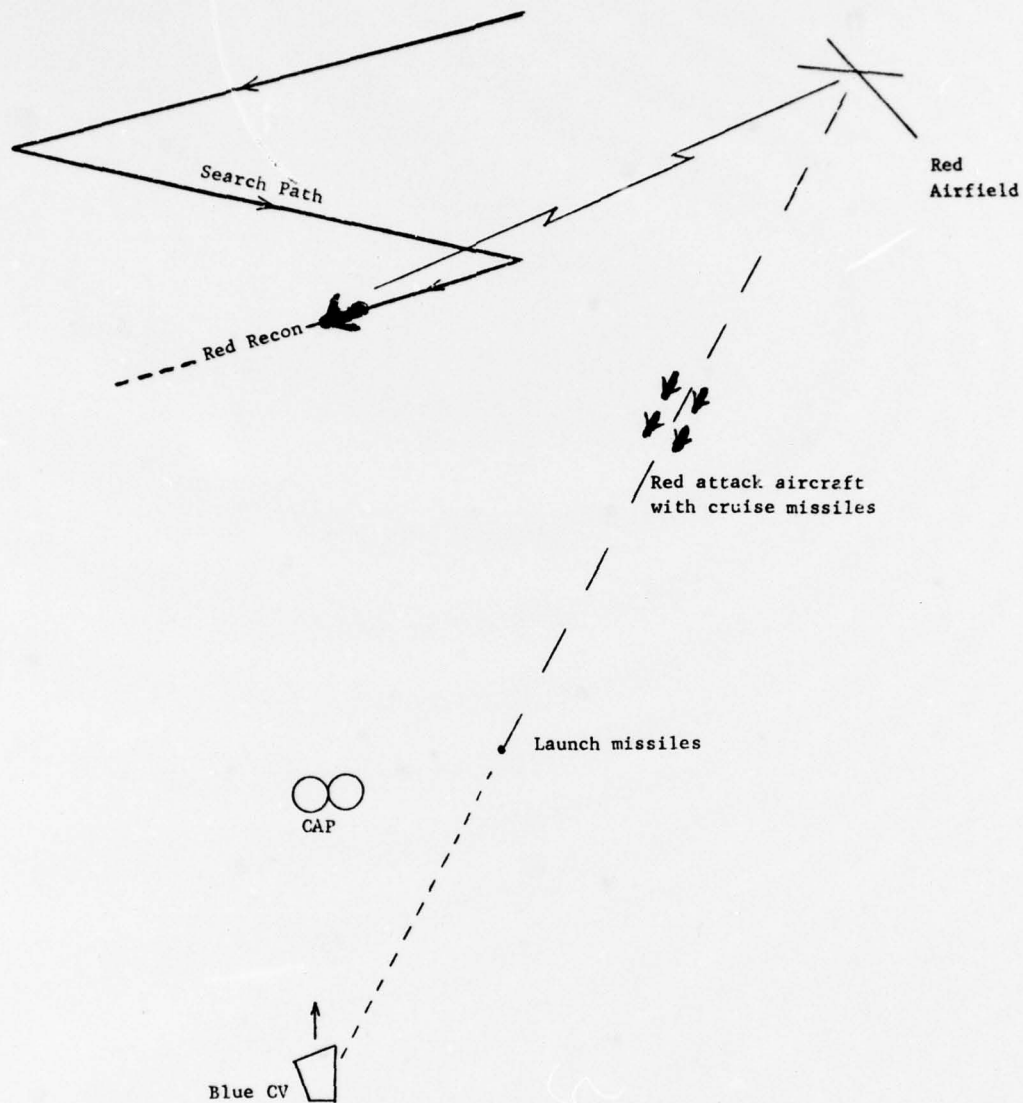 Search Path
Red
Airfield
Red Recon
Red attack aircraft
with cruise missiles
Launch missiles
CAP
Blue CV